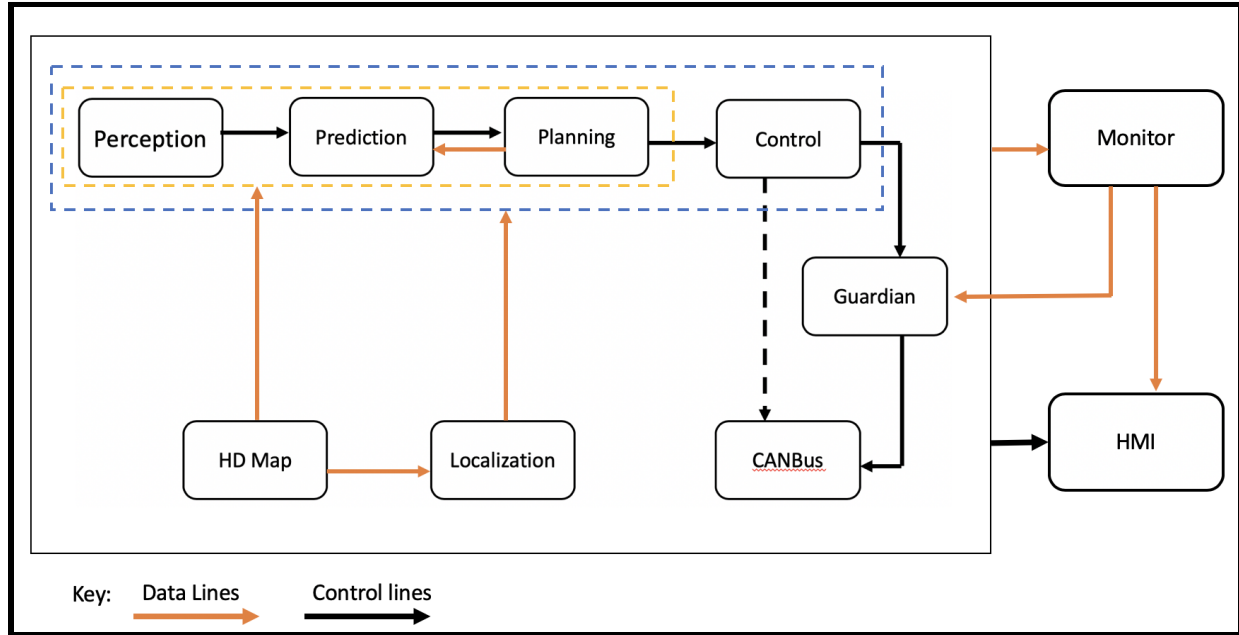 Perception
Prediction
Planning
Control
Monitor
Guardian
HD Map
Localization
CANBus
HMI
Key:
Data Lines
Control lines